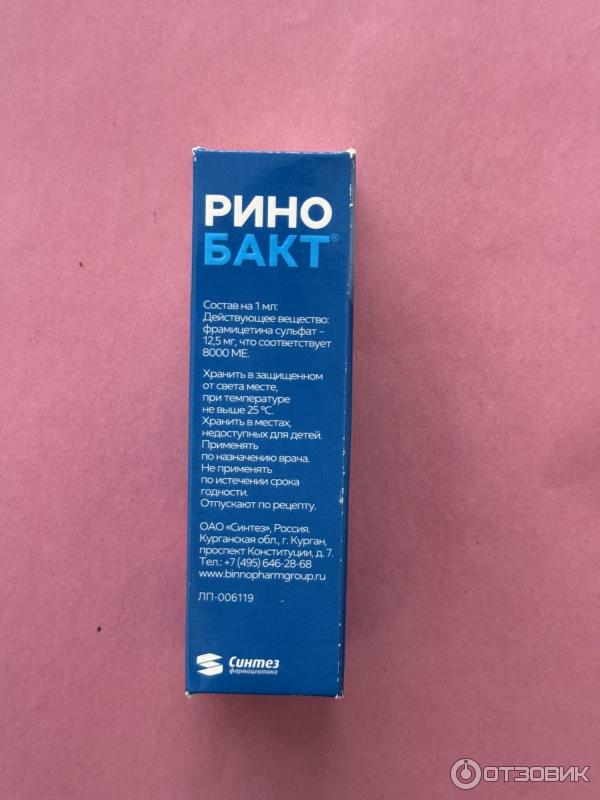 РИНО
БАКТ®
Состав на 1 мл:
Действующее вещество:
фрамицетина сульфат –
12,5 мг, что соответствует
8000 МЕ.
Хранить в защищенном
от света месте,
при температуре
не выше 25 °С.
Хранить в местах,
недоступных для детей.
Применять
по назначению врача.
Не применять
по истечении срока
годности.
Отпускают по рецепту.
ОАО «Синтез», Россия.
Курганская обл., г. Курган,
проспект Конституции, д. 7.
Тел.: +7 (495) 646-28-68
www.binnopharmgroup.ru
ЛП-006119
Синтез
фармацевтика
ОТЗОВИК